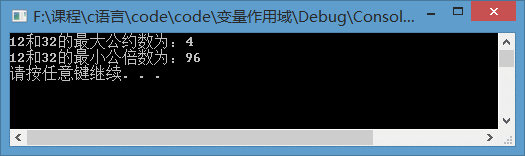 F:\课程\c语言\code\code\变量作用域\Debug\Consol...
12和32的最大公约数为：4
12和32的最小公倍数为：96
请按任意键继续. . .